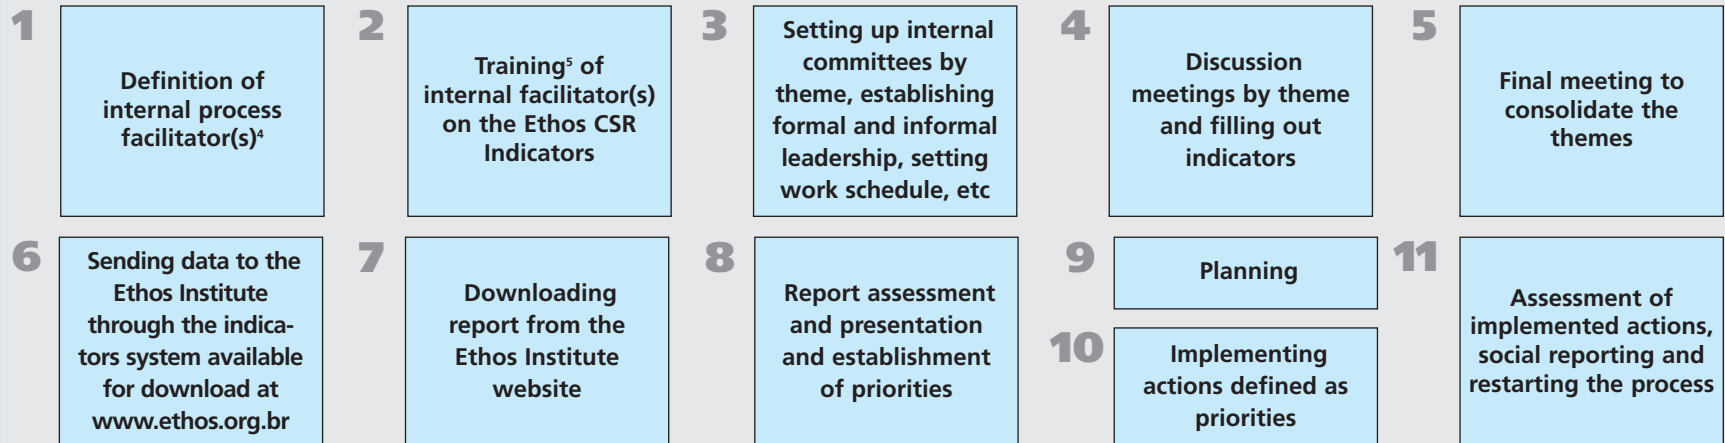 1
Definition of
internal process
facilitator(s)⁴
2
Training⁵ of
internal facilitator(s)
on the Ethos CSR
Indicators
3
Setting up internal
committees by
theme, establishing
formal and informal
leadership, setting
work schedule, etc
4
Discussion
meetings by theme
and filling out
indicators
5
Final meeting to
consolidate the
themes
6
Sending data to the
Ethos Institute
through the indica-
tors system available
for download at
www.ethos.org.br
7
Downloading
report from the
Ethos Institute
website
8
Report assessment
and presentation
and establishment
of priorities
9
Planning
10
Implementing
actions defined as
priorities
11
Assessment of
implemented actions,
social reporting and
restarting the process